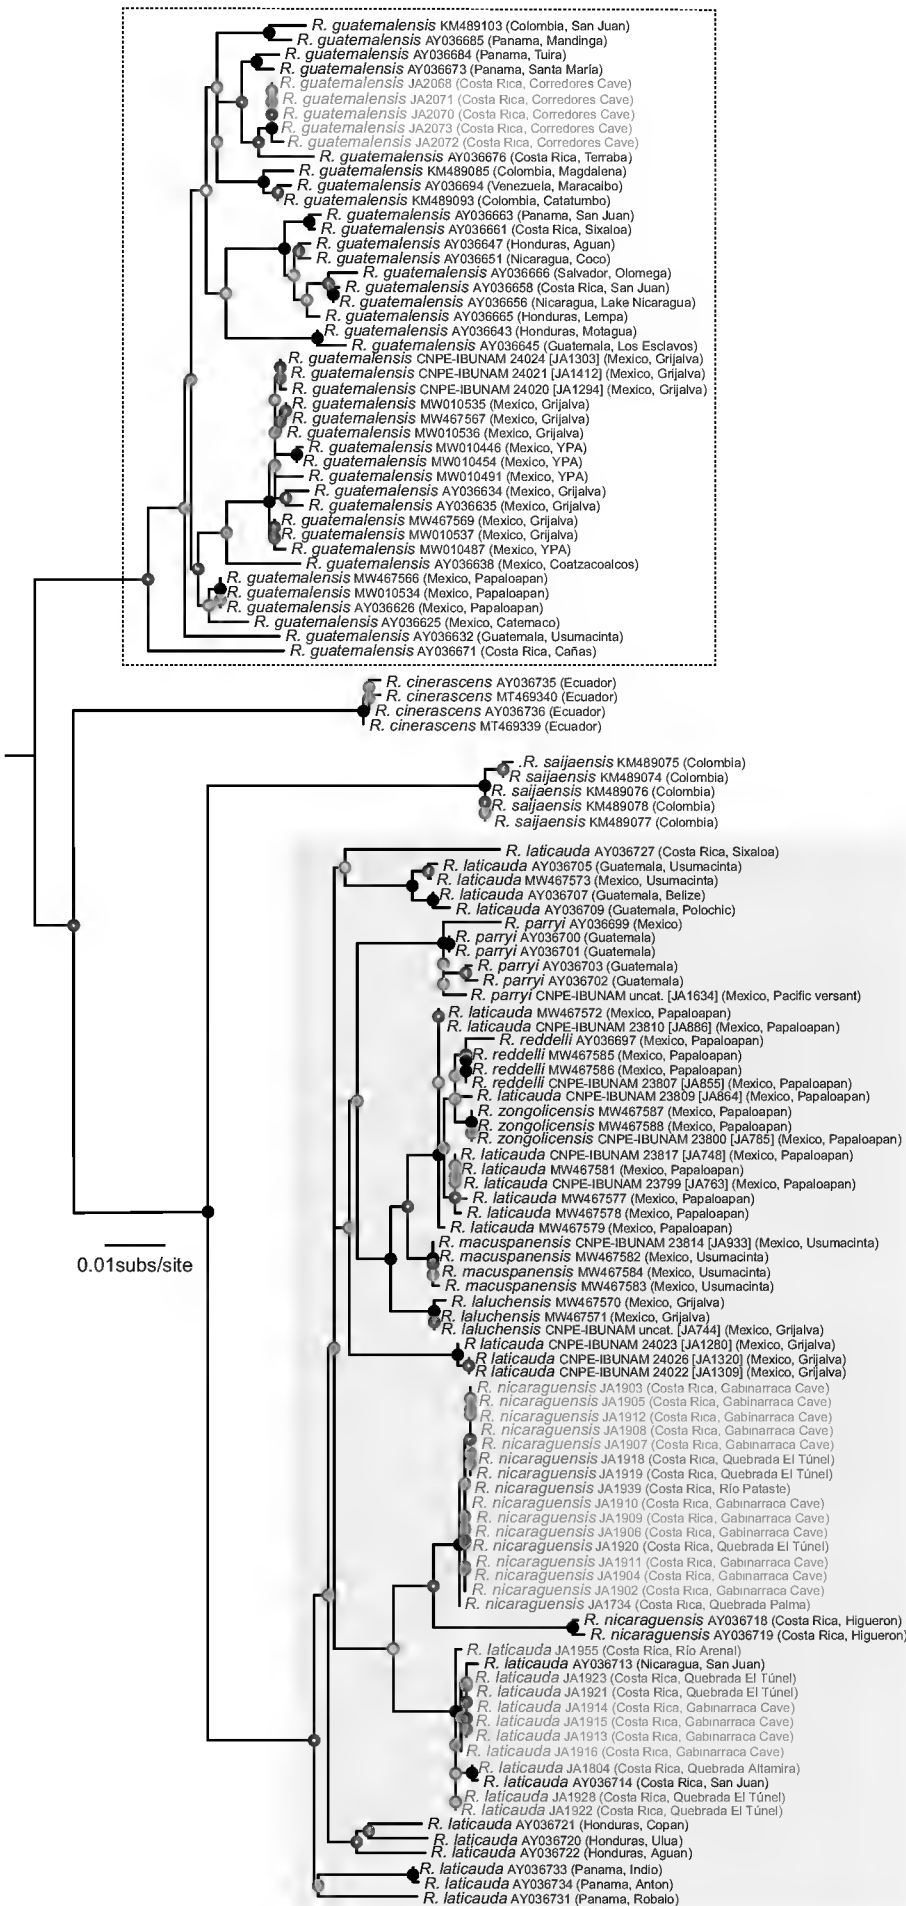 R. guatemalensis KM489103 (Colombia, San Juan)
R. guatemalensis AY036685 (Panama, Mandinga)
R. guatemalensis AY036684 (Panama, Tuira)
R. guatemalensis AY036673 (Panama, Santa María)
R. guatemalensis JA2068 (Costa Rica, Corredores Cave)
R. guatemalensis JA2071 (Costa Rica, Corredores Cave)
R. guatemalensis JA2070 (Costa Rica, Corredores Cave)
R. guatemalensis JA2073 (Costa Rica, Corredores Cave)
R. guatemalensis JA2072 (Costa Rica, Corredores Cave)
R. guatemalensis AY036676 (Costa Rica, Terraba)
R. guatemalensis KM489085 (Colombia, Magdalena)
R. guatemalensis AY036694 (Venezuela, Maracaibo)
R. guatemalensis KM489093 (Colombia, Catatumbo)
R. guatemalensis AY036663 (Panama, San Juan)
R. guatemalensis AY036661 (Costa Rica, Sixaloa)
R. guatemalensis AY036647 (Honduras, Aguan)
R. guatemalensis AY036651 (Nicaragua, Coco)
R. guatemalensis AY036666 (Salvador, Olomega)
R. guatemalensis AY036658 (Costa Rica, San Juan)
R. guatemalensis AY036656 (Nicaragua, Lake Nicaragua)
R. guatemalensis AY036665 (Honduras, Lempa)
R. guatemalensis AY036643 (Honduras, Motagua)
R. guatemalensis AY036645 (Guatemala, Los Esclavos)
R. guatemalensis CNPE-IBUNAM 24024 [JA1303] (Mexico, Grijalva)
R. guatemalensis CNPE-IBUNAM 24021 [JA1412] (Mexico, Grijalva)
R. guatemalensis CNPE-IBUNAM 24020 [JA1294] (Mexico, Grijalva)
R. guatemalensis MW010535 (Mexico, Grijalva)
R. guatemalensis MW467567 (Mexico, Grijalva)
R. guatemalensis MW010536 (Mexico, Grijalva)
R. guatemalensis MW010446 (Mexico, YPA)
R. guatemalensis MW010454 (Mexico, YPA)
R. guatemalensis MW010491 (Mexico, YPA)
R. guatemalensis AY036634 (Mexico, Grijalva)
R. guatemalensis AY036635 (Mexico, Grijalva)
R. guatemalensis MW467569 (Mexico, Grijalva)
R. guatemalensis MW010537 (Mexico, Grijalva)
R. guatemalensis MW010487 (Mexico, YPA)
R. guatemalensis AY036638 (Mexico, Coatzacoalcos)
R. guatemalensis MW467566 (Mexico, Papaloapan)
R. guatemalensis MW010534 (Mexico, Papaloapan)
R. guatemalensis AY036626 (Mexico, Papaloapan)
R. guatemalensis AY036625 (Mexico, Catemaco)
R. guatemalensis AY036632 (Guatemala, Usumacinta)
R. guatemalensis AY036671 (Costa Rica, Cañas)
R. cinerascens AY036735 (Ecuador)
R. cinerascens MT469340 (Ecuador)
R. cinerascens AY036736 (Ecuador)
R. cinerascens MT469339 (Ecuador)
.R. saijaensis KM489075 (Colombia)
R saijaensis KM489074 (Colombia)
R. saijaensis KM489076 (Colombia)
R. saijaensis KM489078 (Colombia)
R. saijaensis KM489077 (Colombia)
R. laticauda AY036727 (Costa Rica, Sixaloa)
R. laticauda AY036705 (Guatemala, Usumacinta)
R. laticauda MW467573 (Mexico, Usumacinta)
R. laticauda AY036707 (Guatemala, Belize)
R. laticauda AY036709 (Guatemala, Polochic)
R. parryi AY036699 (Mexico)
R. parryi AY036700 (Guatemala)
R. parryi AY036701 (Guatemala)
R. parryi AY036703 (Guatemala)
R. parryi AY036702 (Guatemala)
R. parryi CNPE-IBUNAM uncat. [JA1634] (Mexico, Pacific versant)
R. laticauda MW467572 (Mexico, Papaloapan)
R. laticauda CNPE-IBUNAM 23810 [JA886] (Mexico, Papaloapan)
R. reddelli AY036697 (Mexico, Papaloapan)
R. reddelli MW467585 (Mexico, Papaloapan)
R. reddelli MW467586 (Mexico, Papaloapan)
R. reddelli CNPE-IBUNAM 23807 [JA855] (Mexico, Papaloapan)
R. laticauda CNPE-IBUNAM 23809 [JA864] (Mexico, Papaloapan)
R. zongolicensis MW467587 (Mexico, Papaloapan)
R. zongolicensis MW467588 (Mexico, Papaloapan)
R. zongolicensis CNPE-IBUNAM 23800 [JA785] (Mexico, Papaloapan)
R. laticauda CNPE-IBUNAM 23817 [JA748] (Mexico, Papaloapan)
R. laticauda MW467581 (Mexico, Papaloapan)
R. laticauda CNPE-IBUNAM 23799 [JA763] (Mexico, Papaloapan)
R. laticauda MW467577 (Mexico, Papaloapan)
R. laticauda MW467578 (Mexico, Papaloapan)
R. laticauda MW467579 (Mexico, Papaloapan)
R. macuspanensis CNPE-IBUNAM 23814 [JA933] (Mexico, Usumacinta)
R. macuspanensis MW467582 (Mexico, Usumacinta)
0.01subs/site
R. macuspanensis MW467584 (Mexico, Usumacinta)
R. macuspanensis MW467583 (Mexico, Usumacinta)
R. laluchensis MW467570 (Mexico, Grijalva)
R. laluchensis MW467571 (Mexico, Grijalva)
R. laluchensis CNPE-IBUNAM uncat. [JA744] (Mexico, Grijalva)
R. laticauda CNPE-IBUNAM 24023 [JA1280] (Mexico, Grijalva)
R laticauda CNPE-IBUNAM 24026 [JA1320] (Mexico, Grijalva)
R. laticauda CNPE-IBUNAM 24022 [JA1309] (Mexico, Grijalva)
R. nicaraguensis JA1903 (Costa Rica, Gabinarraca Cave)
R. nicaraguensis JA1905 (Costa Rica, Gabinarraca Cave)
R. nicaraguensis JA1912 (Costa Rica, Gabinarraca Cave)
R. nicaraguensis JA1908 (Costa Rica, Gabinarraca Cave)
R. nicaraguensis JA1907 (Costa Rica, Gabinarraca Cave)
R. nicaraguensis JA1918 (Costa Rica, Quebrada El Túnel)
R. nicaraguensis JA1919 (Costa Rica, Quebrada El Túnel)
R. nicaraguensis JA1939 (Costa Rica, Río Pataste)
R. nicaraguensis JA1910 (Costa Rica, Gabinarraca Cave)
R. nicaraguensis JA1909 (Costa Rica, Gabinarraca Cave)
R. nicaraguensis JA1906 (Costa Rica, Gabinarraca Cave)
R. nicaraguensis JA1920 (Costa Rica, Quebrada El Túnel)
R. nicaraguensis JA1911 (Costa Rica, Gabinarraca Cave)
R. nicaraguensis JA1904 (Costa Rica, Gabinarraca Cave)
R. nicaraguensis JA1902 (Costa Rica, Gabinarraca Cave)
R. nicaraguensis JA1734 (Costa Rica, Quebrada Palma)
R. nicaraguensis AY036718 (Costa Rica, Higueron)
R. nicaraguensis AY036719 (Costa Rica, Higueron)
R. laticauda JA1955 (Costa Rica, Río Arenal)
R. laticauda AY036713 (Nicaragua, San Juan)
R. laticauda JA1923 (Costa Rica, Quebrada El Túnel)
R. laticauda JA1921 (Costa Rica, Quebrada El Túnel)
R. laticauda JA1914 (Costa Rica, Gabinarraca Cave)
R. laticauda JA1915 (Costa Rica, Gabinarraca Cave)
R. laticauda JA1913 (Costa Rica, Gabinarraca Cave)
R. laticauda JA1916 (Costa Rica, Gabinarraca Cave)
R. laticauda JA1804 (Costa Rica, Quebrada Altamira)
R. laticauda AY036714 (Costa Rica, San Juan)
R. laticauda JA1928 (Costa Rica, Quebrada El Túnel)
R. laticauda JA1922 (Costa Rica, Quebrada El Túnel)
R. laticauda AY036721 (Honduras, Copan)
R. laticauda AY036720 (Honduras, Ulua)
R. laticauda AY036722 (Honduras, Aguan)
R. laticauda AY036733 (Panama, Indio)
R. laticauda AY036734 (Panama, Anton)
R. laticauda AY036731 (Panama, Robalo)